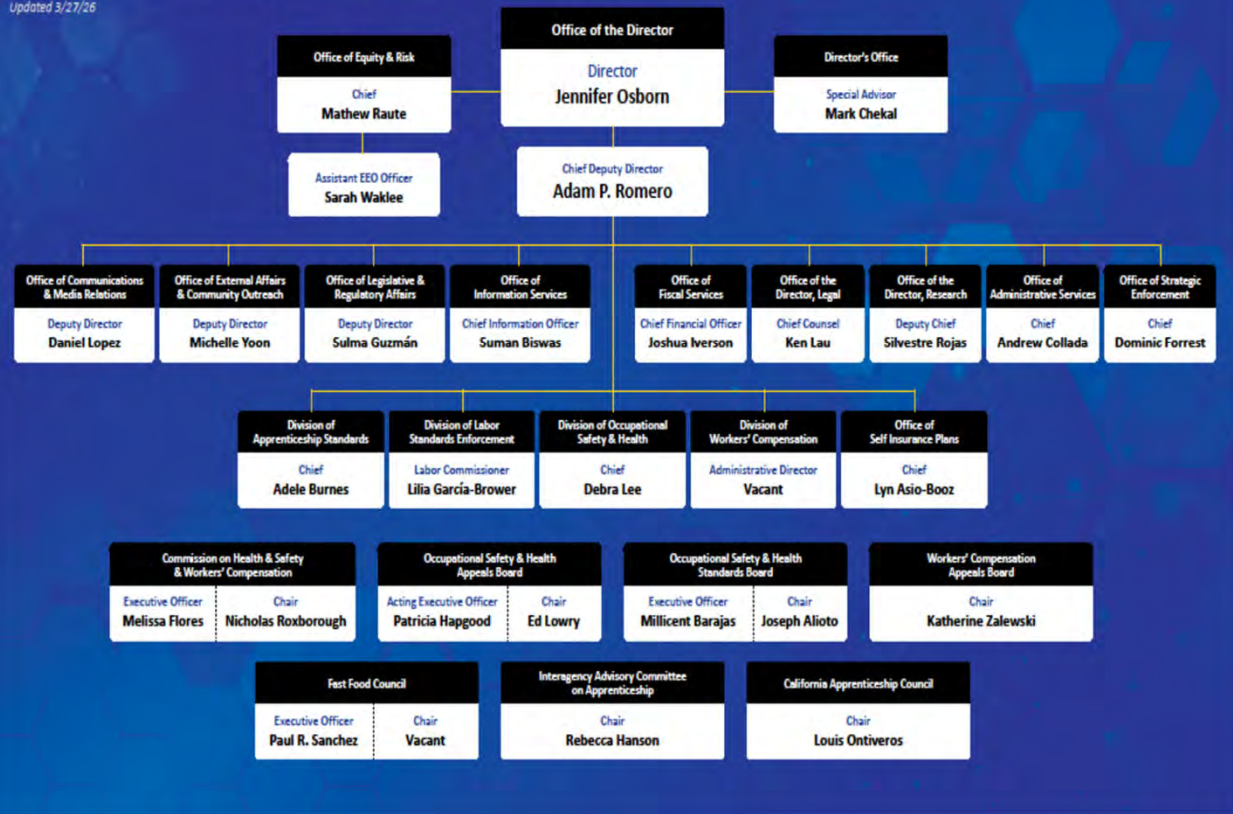 Updated 3/27/26
Office of the Director
Director
Jennifer Osborn
Office of Equity & Risk
Chief
Mathew Raute
Director's Office
Special Advisor
Mark Chekal
Assistant EEO Officer
Sarah Waklee
Chief Deputy Director
Adam P. Romero
Office of Communications
& Media Relations
Deputy Director
Daniel Lopez
Office of External Affairs
& Community Outreach
Deputy Director
Michelle Yoon
Office of Legislative &
Regulatory Affairs
Deputy Director
Sulma Guzmán
Office of
Information Services
Chief Information Officer
Suman Biswas
Office of
Fiscal Services
Chief Financial Officer
Joshua Iverson
Office of the
Director, Legal
Chief Counsel
Ken Lau
Office of the
Director, Research
Deputy Chief
Silvestre Rojas
Office of
Administrative Services
Chief
Andrew Collada
Office of Strategic
Enforcement
Chief
Dominic Forrest
Division of
Apprenticeship Standards
Chief
Adele Burnes
Division of Labor
Standards Enforcement
Labor Commissioner
Lilia García-Brower
Division of Occupational
Safety & Health
Chief
Debra Lee
Division of
Workers' Compensation
Administrative Director
Vacant
Office of
Self Insurance Plans
Chief
Lyn Asio-Booz
Commission on Health & Safety
& Workers' Compensation
Executive Officer
Melissa Flores
Chair
Nicholas Roxborough
Occupational Safety & Health
Appeals Board
Acting Executive Officer
Patricia Hapgood
Chair
Ed Lowry
Occupational Safety & Health
Standards Board
Executive Officer
Millicent Barajas
Chair
Joseph Alioto
Workers' Compensation
Appeals Board
Chair
Katherine Zalewski
Fast Food Council
Executive Officer
Paul R. Sanchez
Chair
Vacant
Interagency Advisory Committee
on Apprenticeship
Chair
Rebecca Hanson
California Apprenticeship Council
Chair
Louis Ontiveros